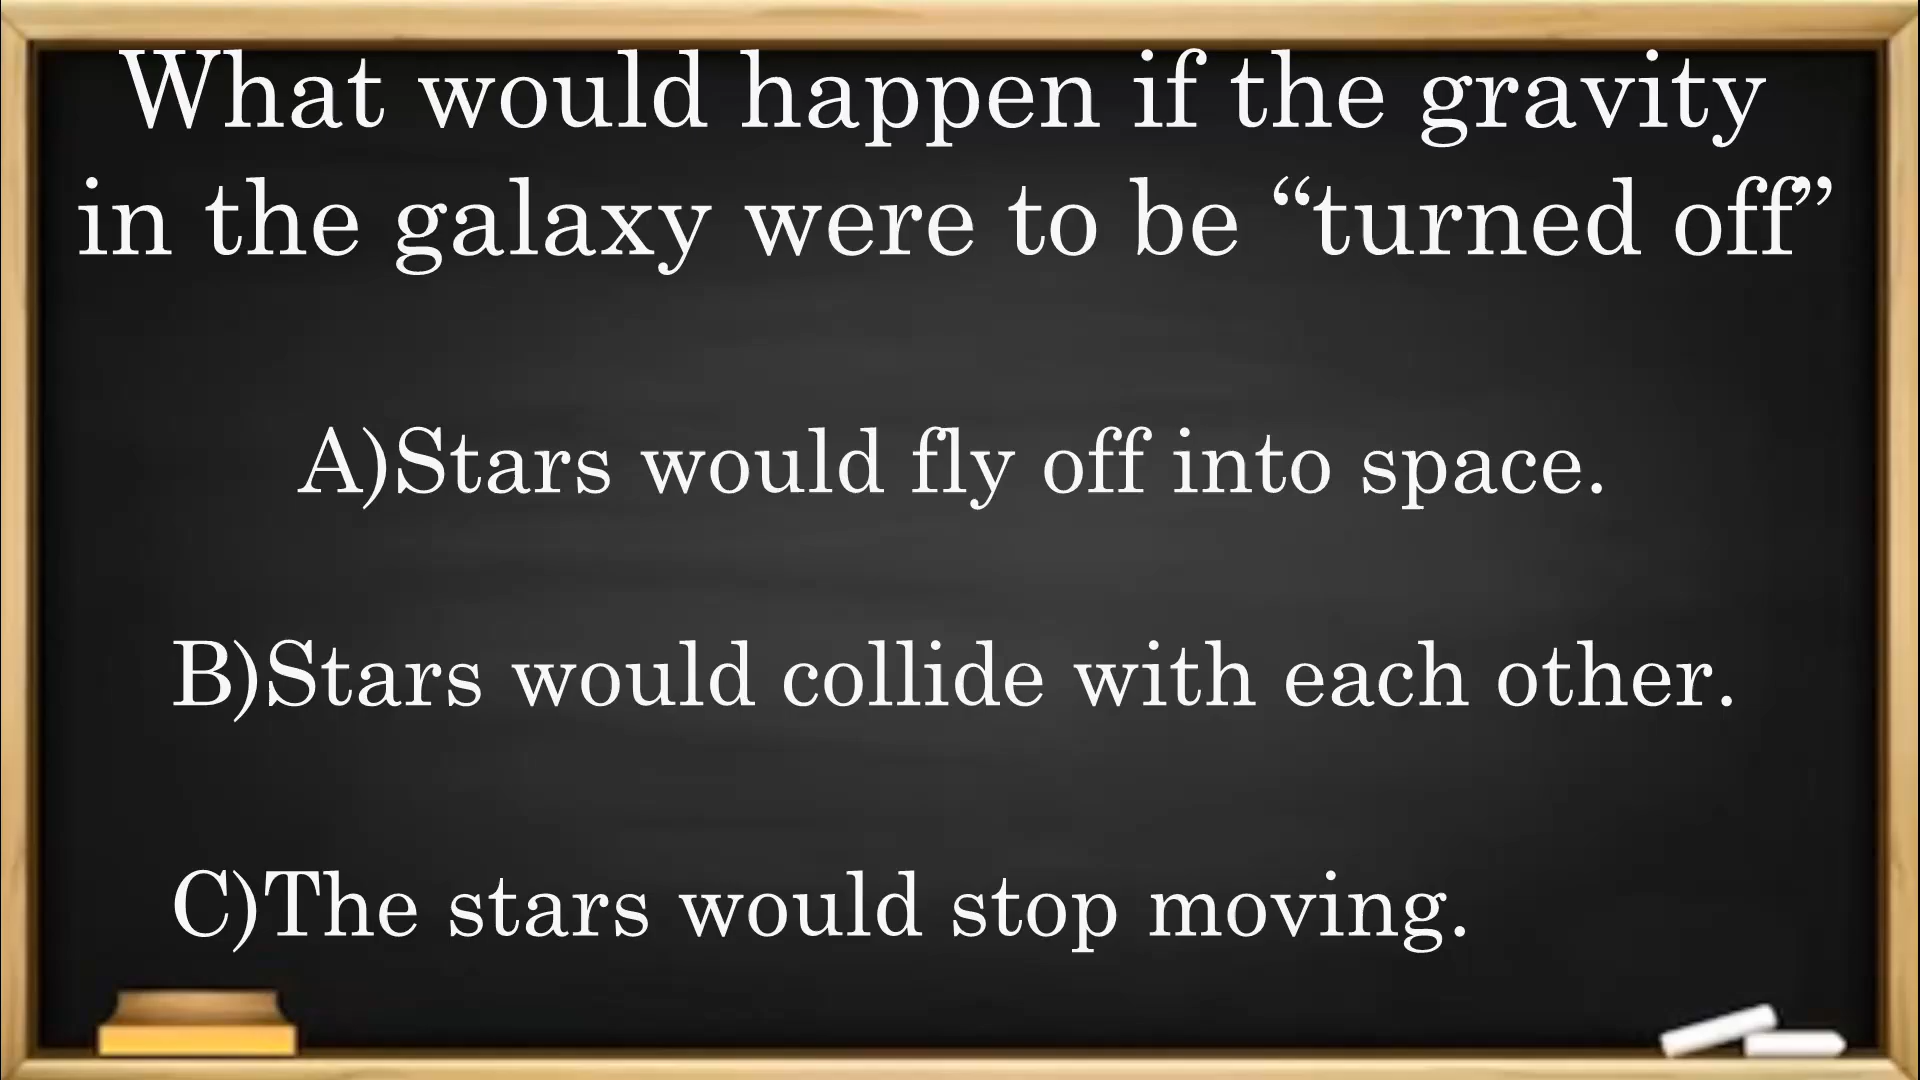 What would happen if the gravity
in the galaxy were to be “turned off”
A)Stars would fly off into space.
B)Stars would collide with each other.
C)The stars would stop moving.